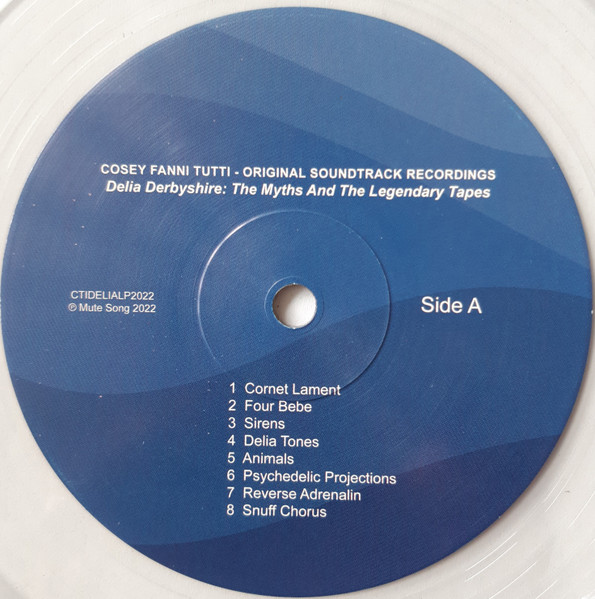 COSEY FANNI TUTTI - ORIGINAL SOUNDTRACK RECORDINGS
Delia Derbyshire: The Myths And The Legendary Tapes
CTIDELIALP2022
℗ Mute Song 2022
Side A
1 Cornet Lament
2 Four Bebe
3 Sirens
4 Delia Tones
5 Animals
6 Psychedelic Projections
7 Reverse Adrenalin
8 Snuff Chorus